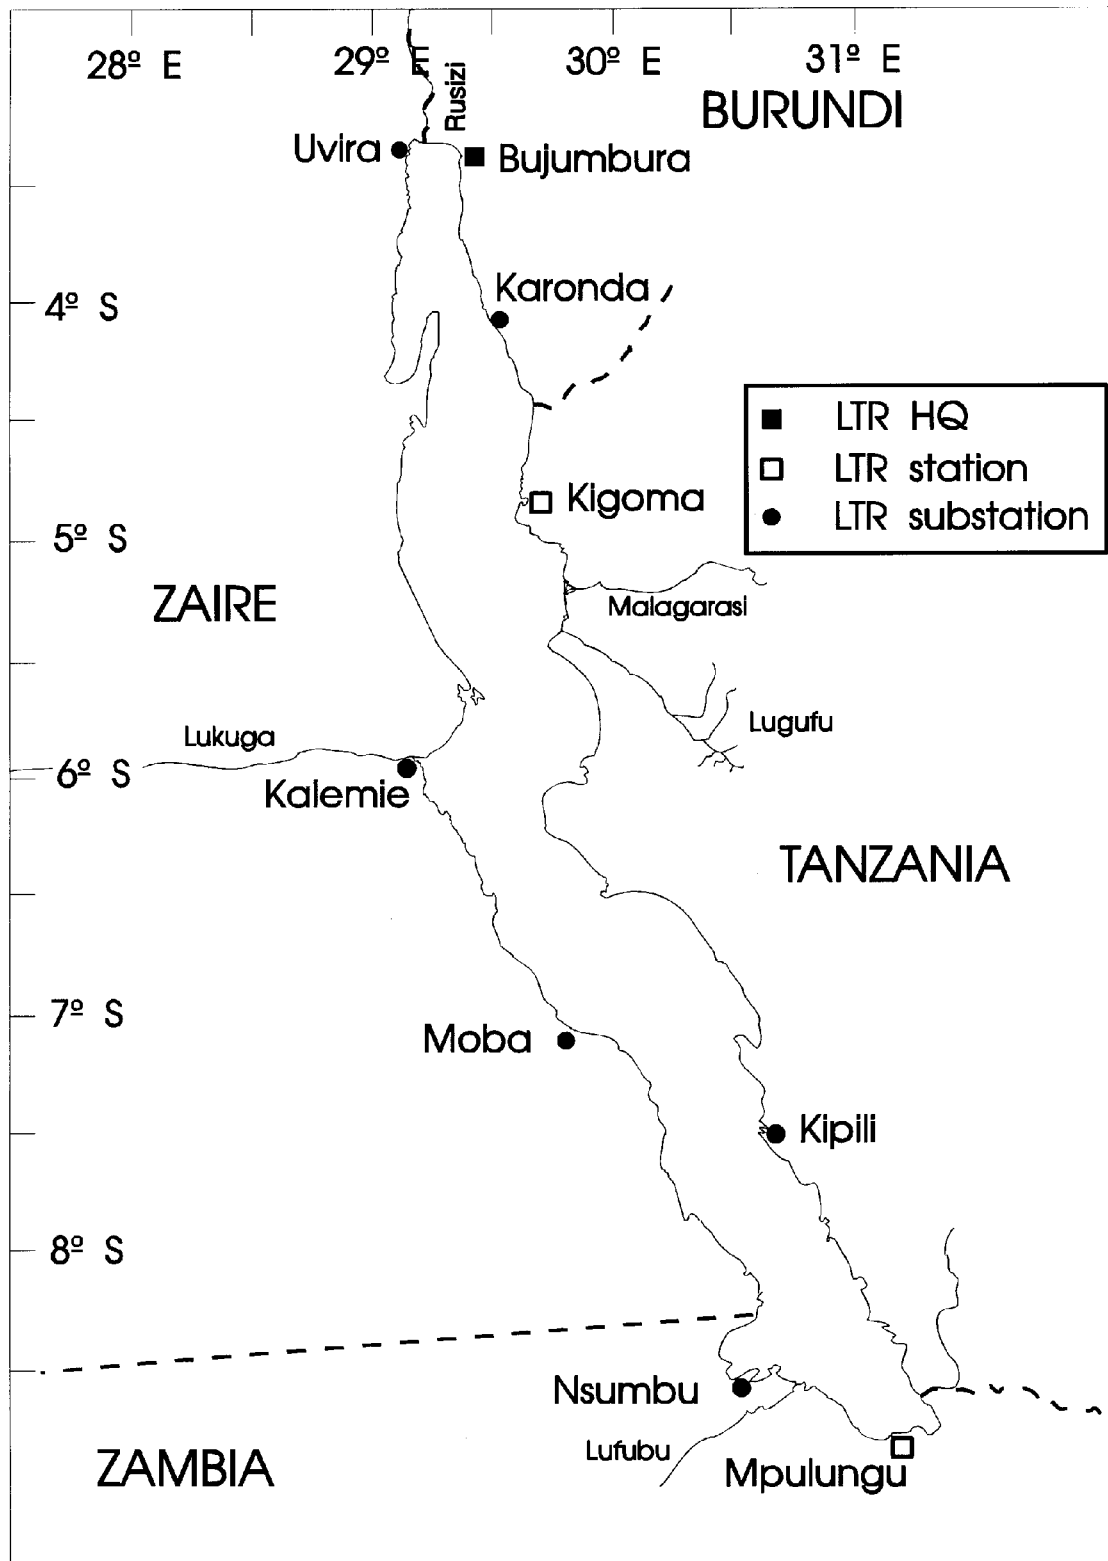 28º E 29º E 30º E 31º E
Rusizi
BURUNDI
Uvira
Bujumbura
Karonda
4º S
LTR HQ
LTR station
LTR substation
Kigoma
5º S
ZAIRE
Malagarasi
Lugufu
Lukuga
6º S
Kalemie
TANZANIA
7º S
Moba
Kipili
8º S
Nsumbu
Lufubu
ZAMBIA
Mpulungu